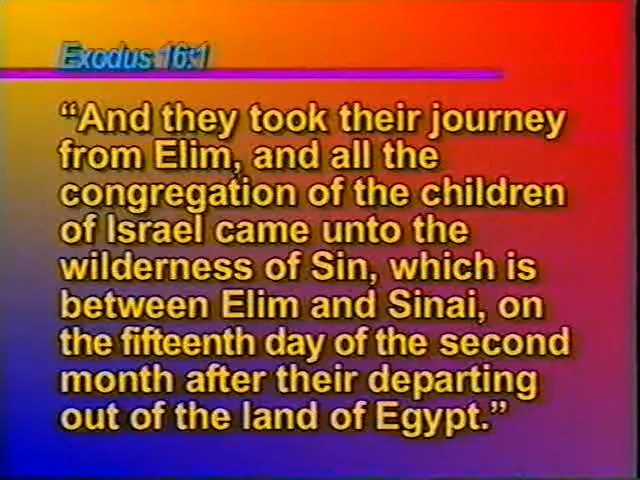 Exodus 16:1
“And they took their journey
from Elim, and all the
congregation of the children
of Israel came unto the
wilderness of Sin, which is
between Elim and Sinai, on
the fifteenth day of the second
month after their departing
out of the land of Egypt.”